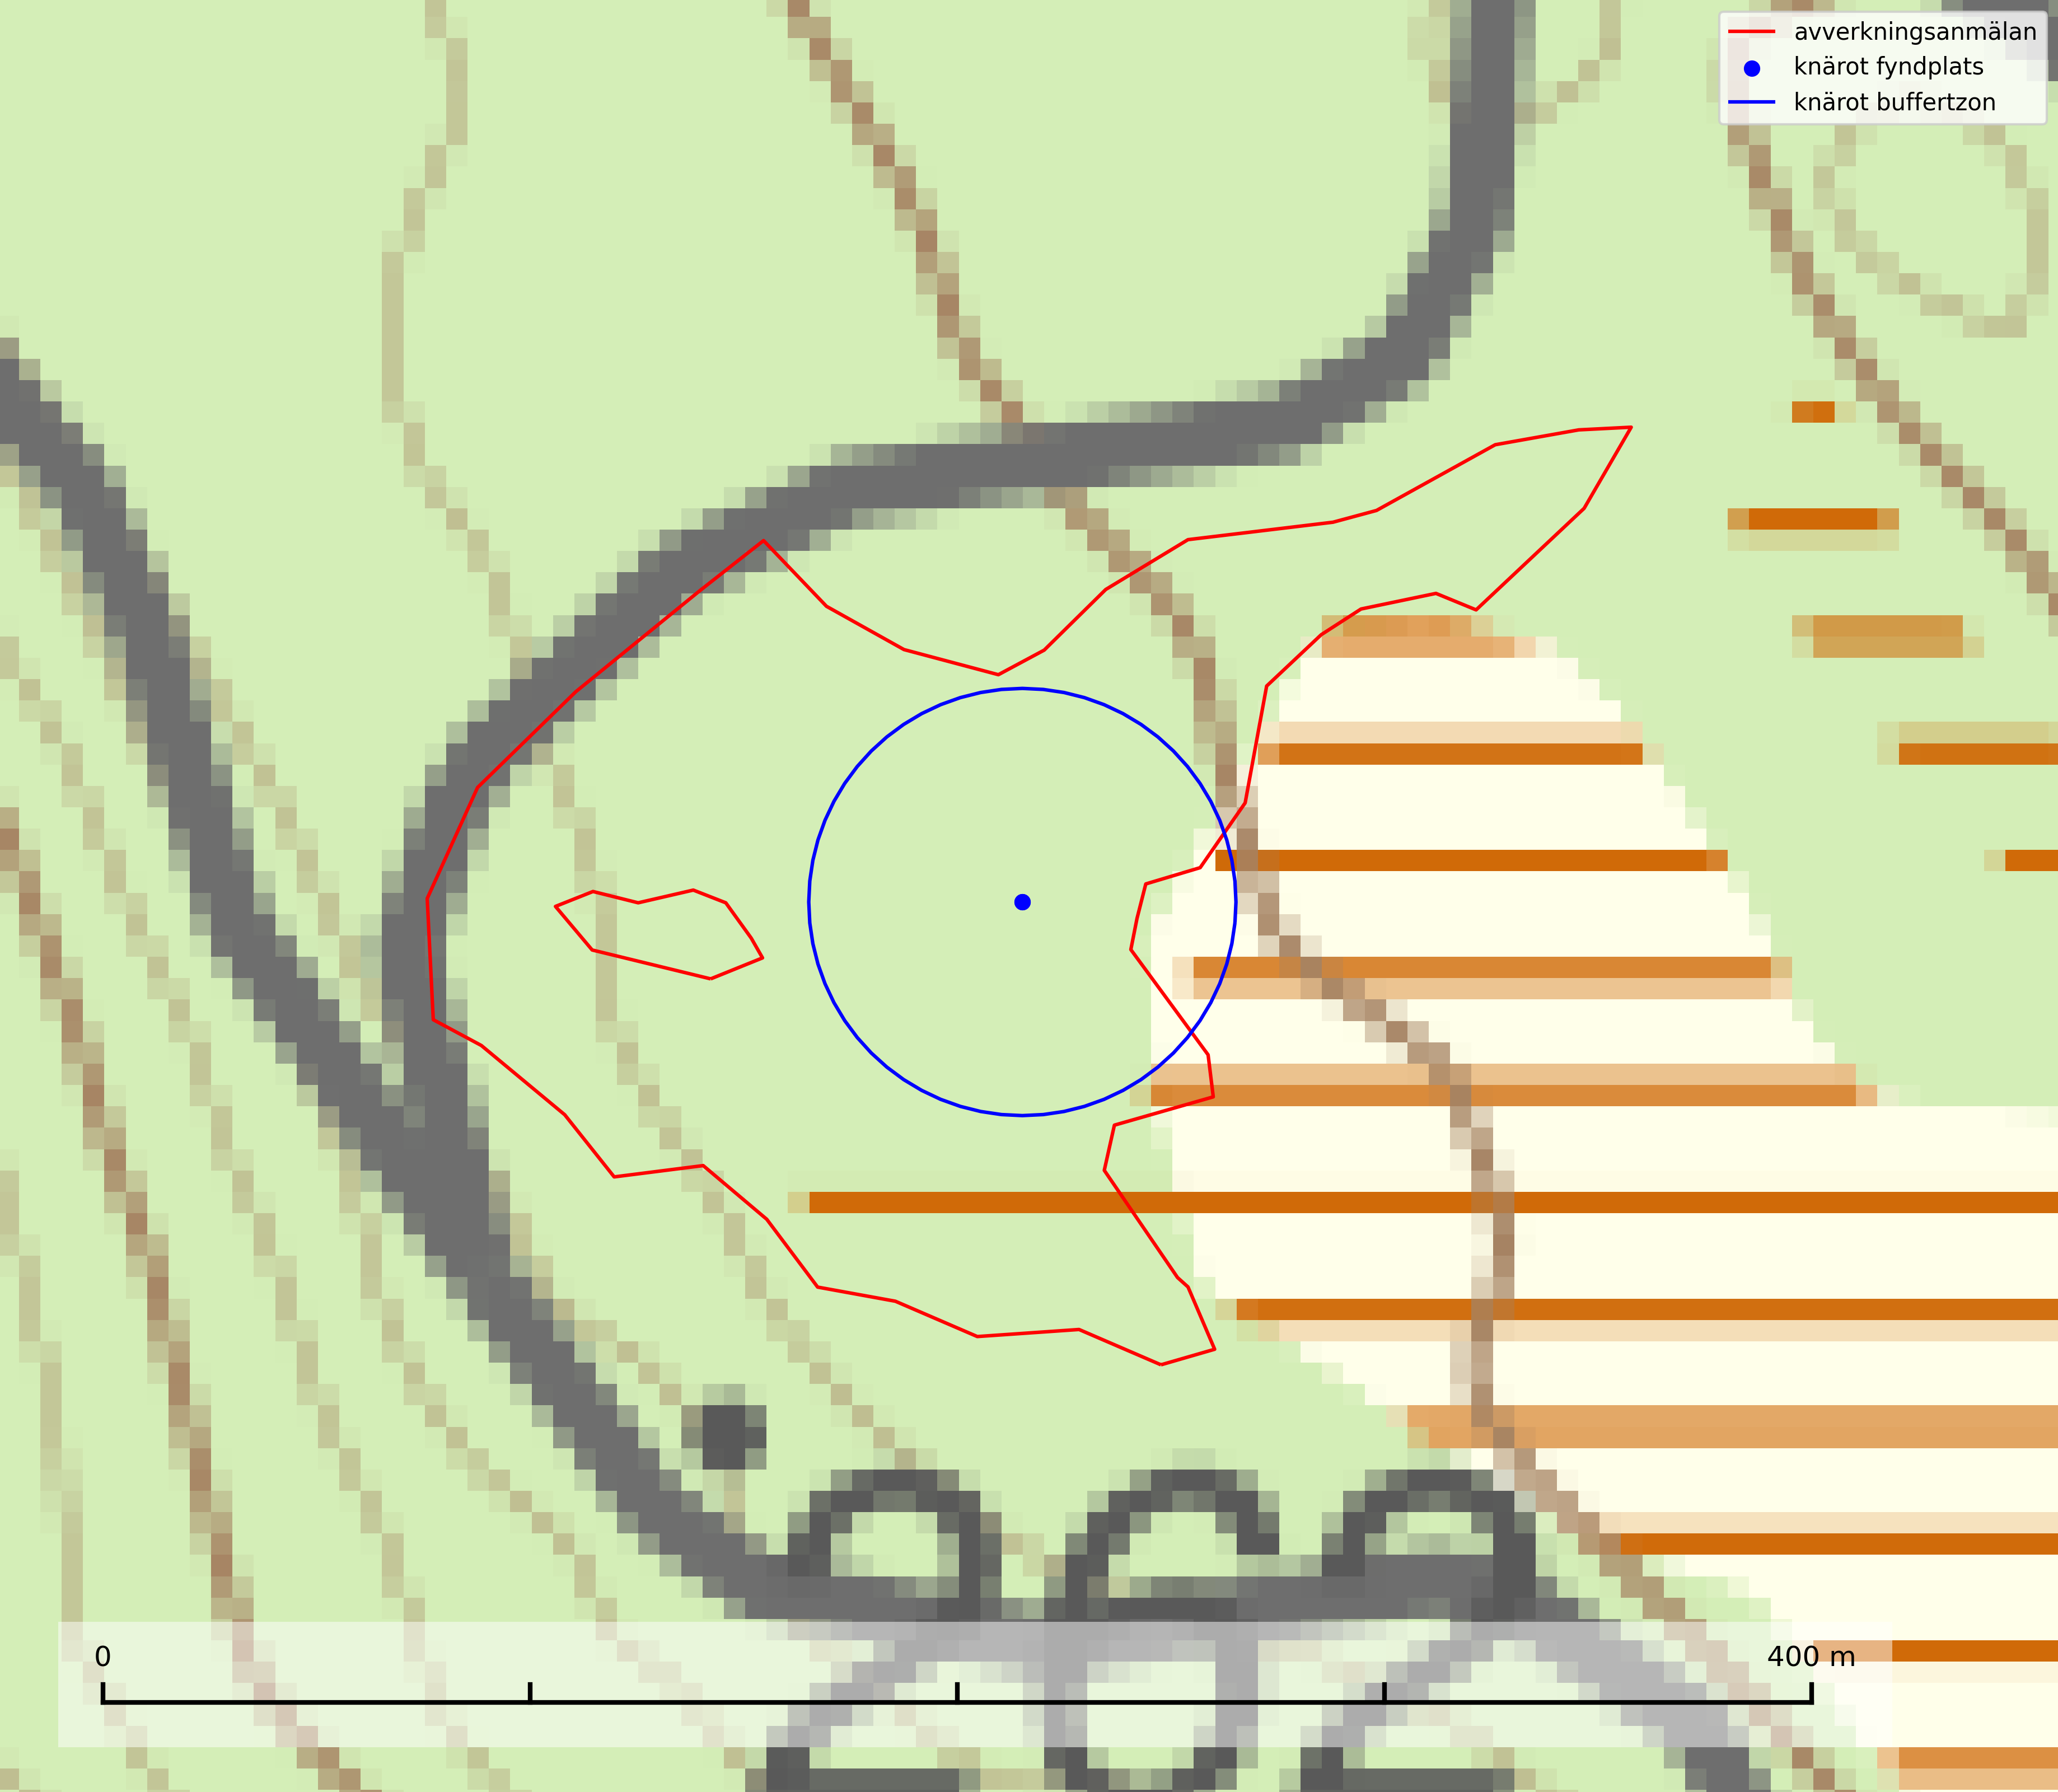 avverkningsanmälan
knärot fyndplats
knärot buffertzon
0
400 m